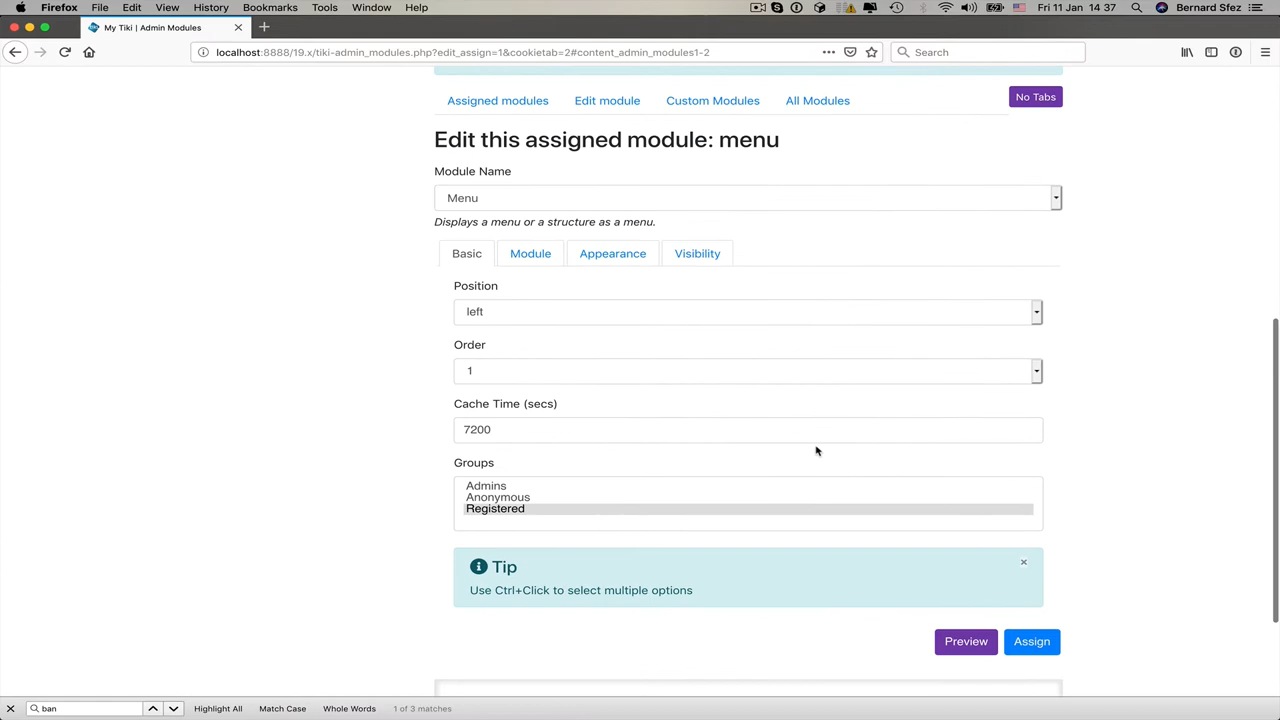 Firefox File Edit View History Bookmarks Tools Window Help
Fri 11 Jan 14:37 Bernard Sfez
My Tiki | Admin Modules
localhost:8888/19.x/tiki-admin_modules.php?edit_assign=1&cookietab=2#content_admin_modules1-2
Search
Assigned modules Edit module Custom Modules All Modules No Tabs
Edit this assigned module: menu
Module Name
Menu
Displays a menu or a structure as a menu.
Basic Module Appearance Visibility
Position
left
Order
1
Cache Time (secs)
7200
Groups
Admins
Anonymous
Registered
Tip
Use Ctrl+Click to select multiple options
Preview Assign
ban Highlight All Match Case Whole Words 1 of 3 matches